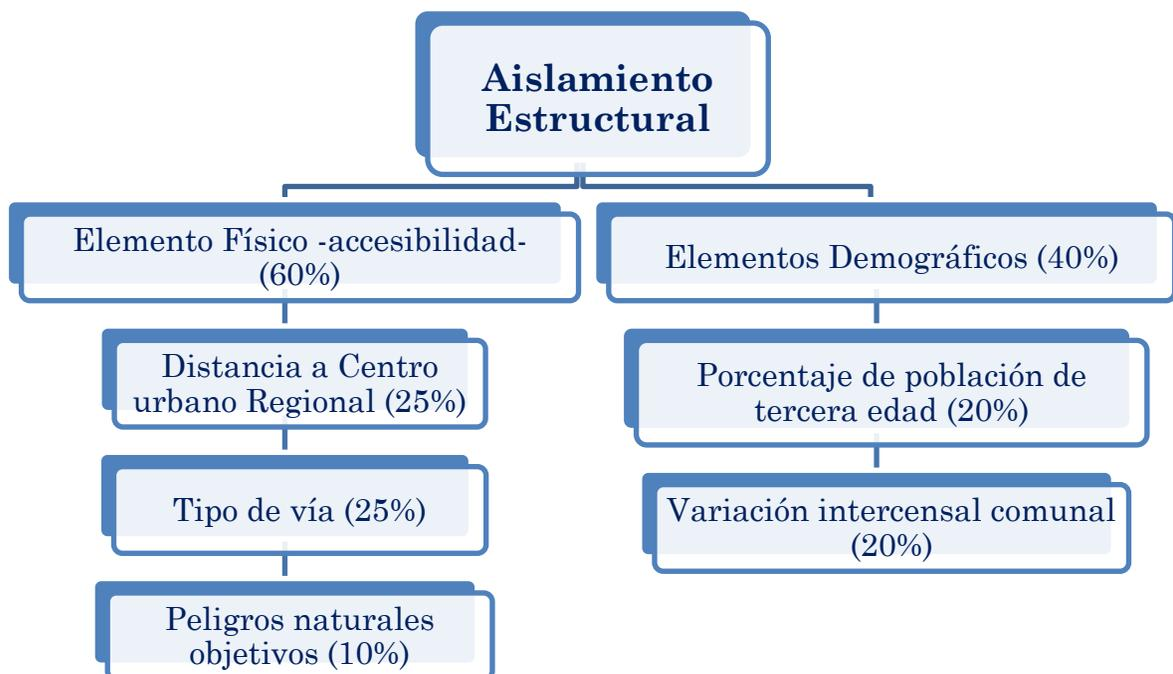 Aislamiento
Estructural
Elemento Físico -accesibilidad-
(60%)
Distancia a Centro
urbano Regional (25%)
Tipo de vía (25%)
Peligros naturales
objetivos (10%)
Elementos Demográficos (40%)
Porcentaje de población de
tercera edad (20%)
Variación intercensal comunal
(20%)